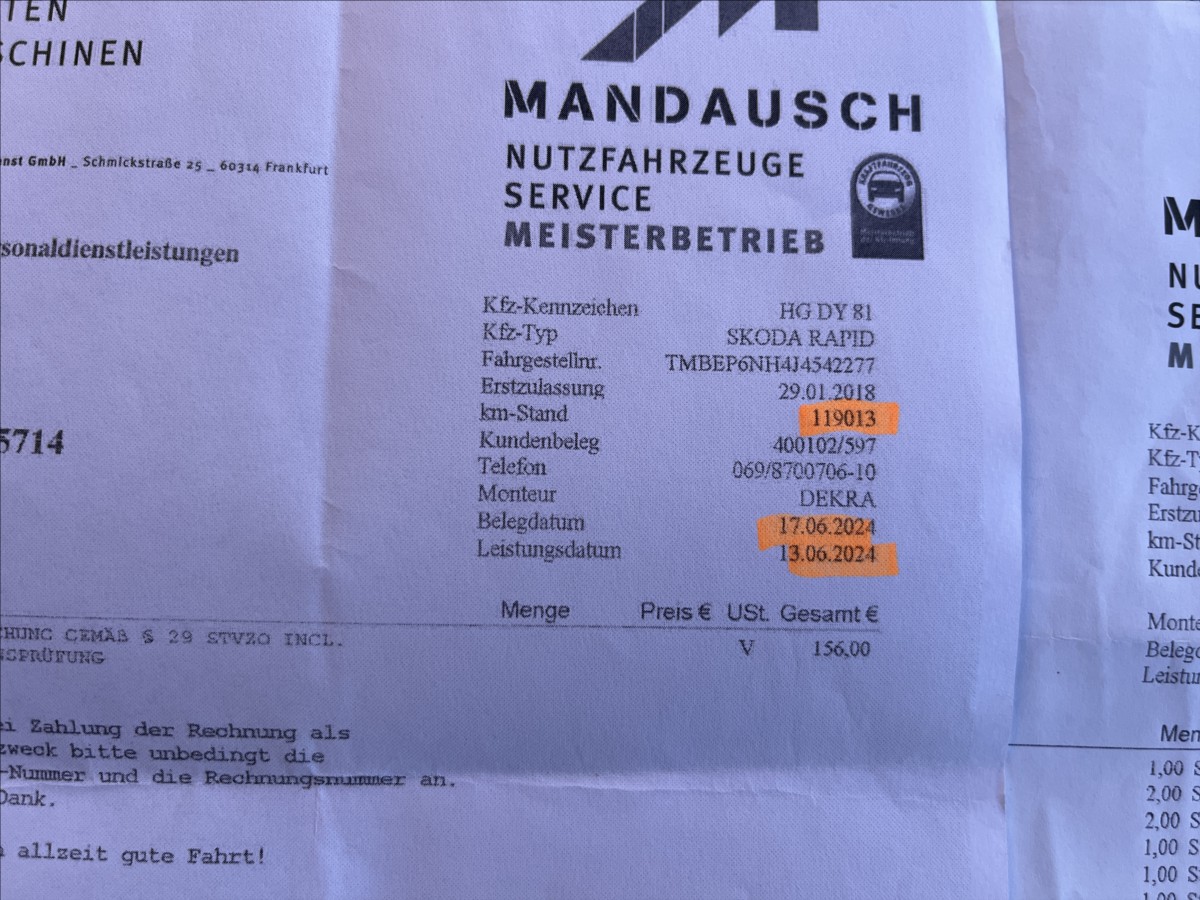 TEN
SCHINEN
MANDAUSCH
NUTZFAHRZEUGE
SERVICE
MEISTERBETRIEB
KRAFTFAHRZEUG
GEWERBE
nst GmbH _ Schmickstraße 25 _ 60314 Frankfurt
sonaldienstleistungen
5714
Kfz-Kennzeichen HG DY 81
Kfz-Typ SKODA RAPID
Fahrgestellnr. TMBEP6NH4J4542277
Erstzulassung 29.01.2018
km-Stand 119013
Kundenbeleg 400102/597
Telefon 069/8700706-10
Monteur DEKRA
Belegdatum 17.06.2024
Leistungsdatum 13.06.2024
Menge Preis € USt. Gesamt €
CHUNG GEMÄß § 29 STVZO INCL.
SPRÜFUNG
V 156,00
ei Zahlung der Rechnung als
zweck bitte unbedingt die
-Nummer und die Rechnungsnummer an.
Dank.
allzeit gute Fahrt!
M
NU
SE
M
Kfz-K
Kfz-T
Fahrg
Erstzu
km-St
Kund
Monte
Belegd
Leistu
Men
1,00 S
2,00 S
2,00 S
1,00 S
1,00 S